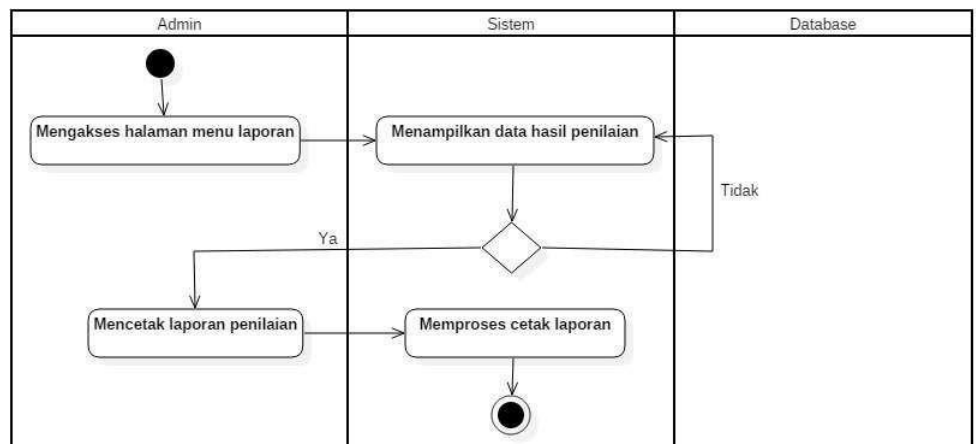 Admin
Sistem
Database
Mengakses halaman menu laporan
Menampilkan data hasil penilaian
Tidak
Ya
Mencetak laporan penilaian
Memproses cetak laporan